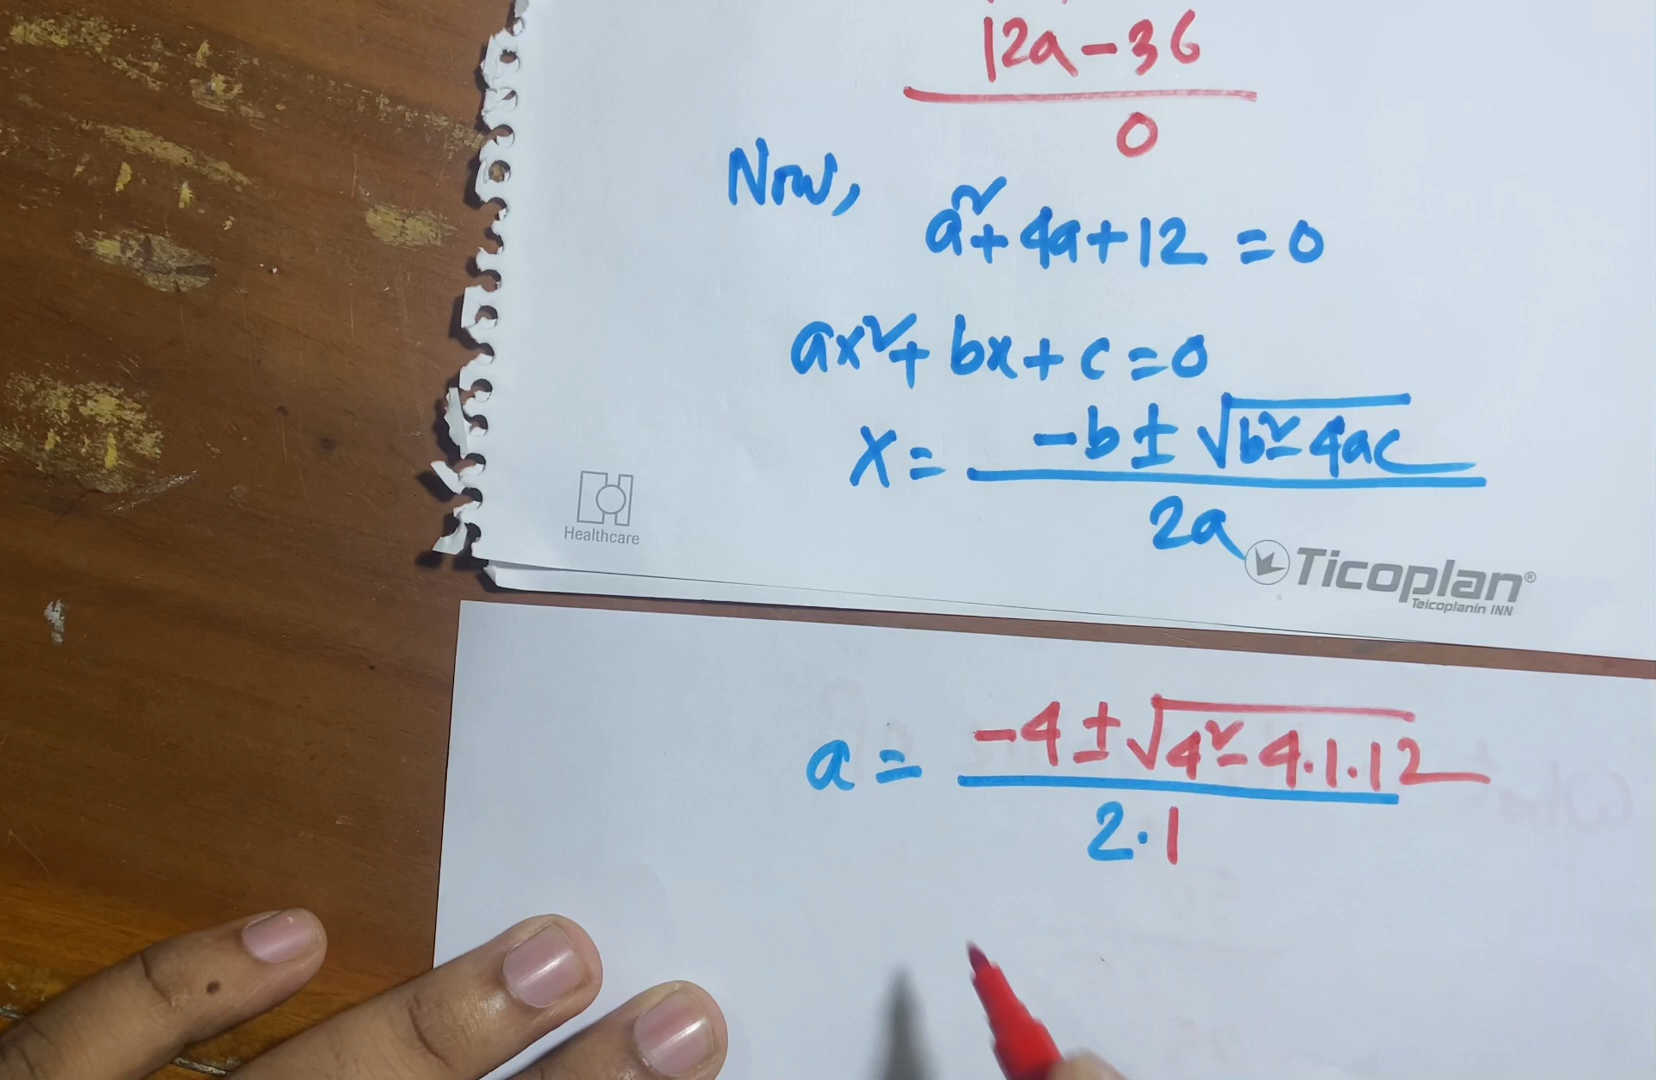 12a-36
0
Now, a²+4a+12=0
ax²+bx+c=0
x= -b±√b²-4ac
2a
Healthcare
Ticoplan®
Teicoplanin INN
a= -4±√4²-4.1.12
2.1